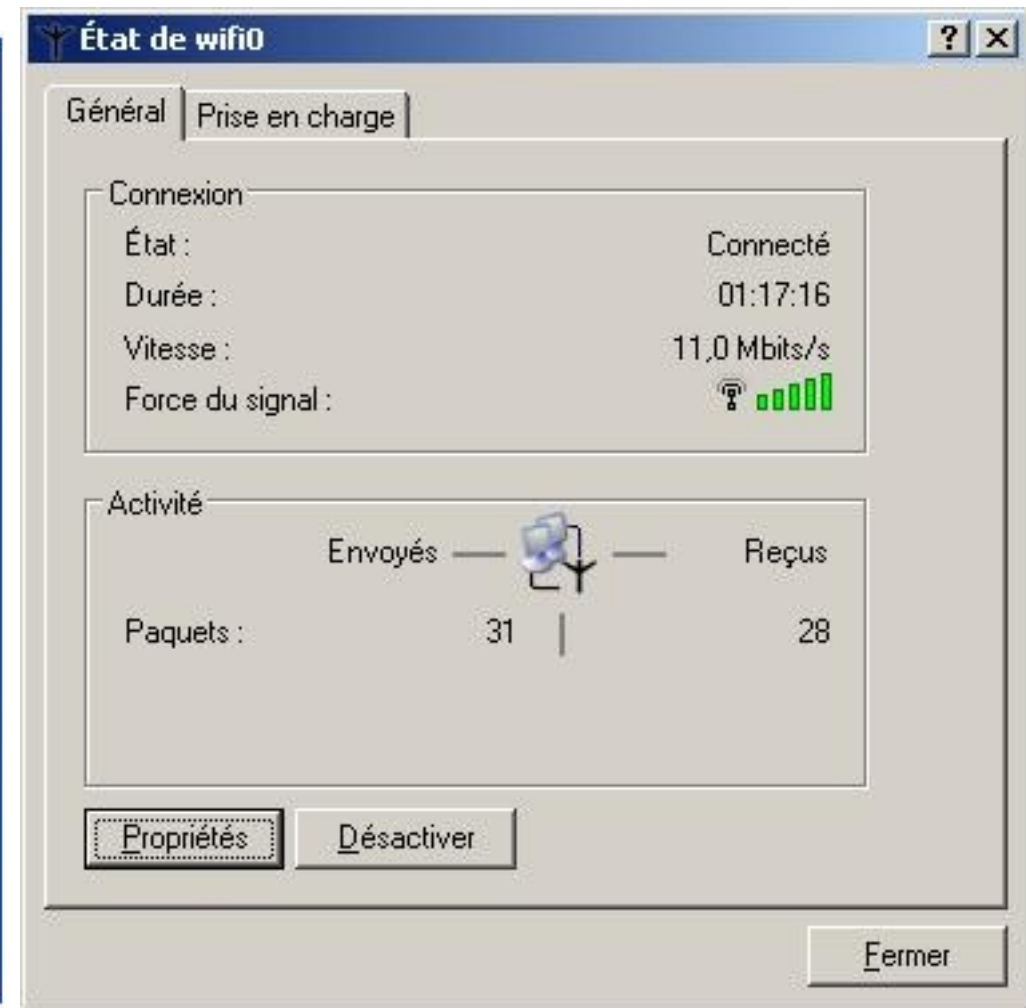 État de wifi0
Général Prise en charge
Connexion
État : Connecté
Durée : 01:17:16
Vitesse : 11,0 Mbits/s
Force du signal :
Activité
Envoyés Reçus
Paquets : 31 28
Propriétés Désactiver
Fermer